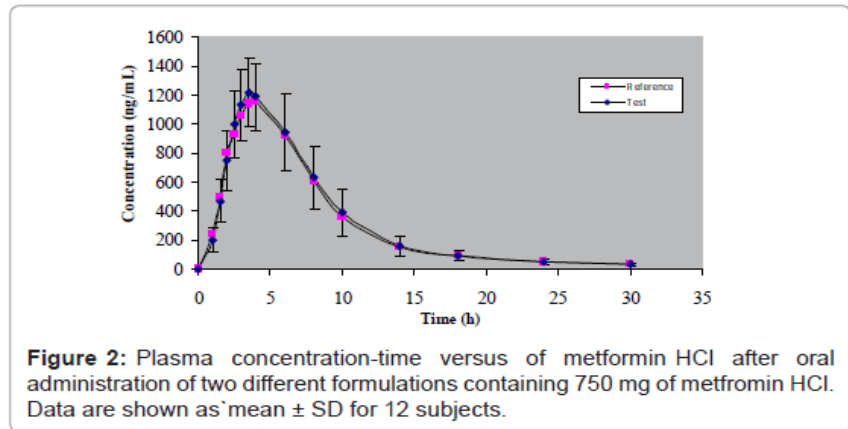 1600
1400
1200
1000
800
600
400
200
0
Concentration (ng/mL)
Reference
Test
0 5 10 15 20 25 30 35
Time (h)
Figure 2: Plasma concentration-time versus of metformin HCl after oral
administration of two different formulations containing 750 mg of metfromin HCl.
Data are shown as`mean ± SD for 12 subjects.